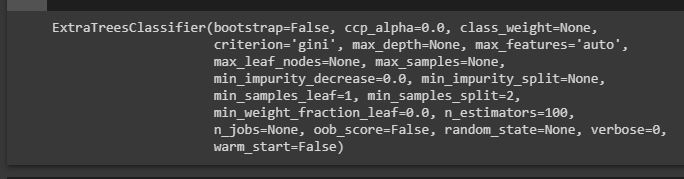 ExtraTreesClassifier(bootstrap=False, ccp_alpha=0.0, class_weight=None,
criterion='gini', max_depth=None, max_features='auto',
max_leaf_nodes=None, max_samples=None,
min_impurity_decrease=0.0, min_impurity_split=None,
min_samples_leaf=1, min_samples_split=2,
min_weight_fraction_leaf=0.0, n_estimators=100,
n_jobs=None, oob_score=False, random_state=None, verbose=0,
warm_start=False)